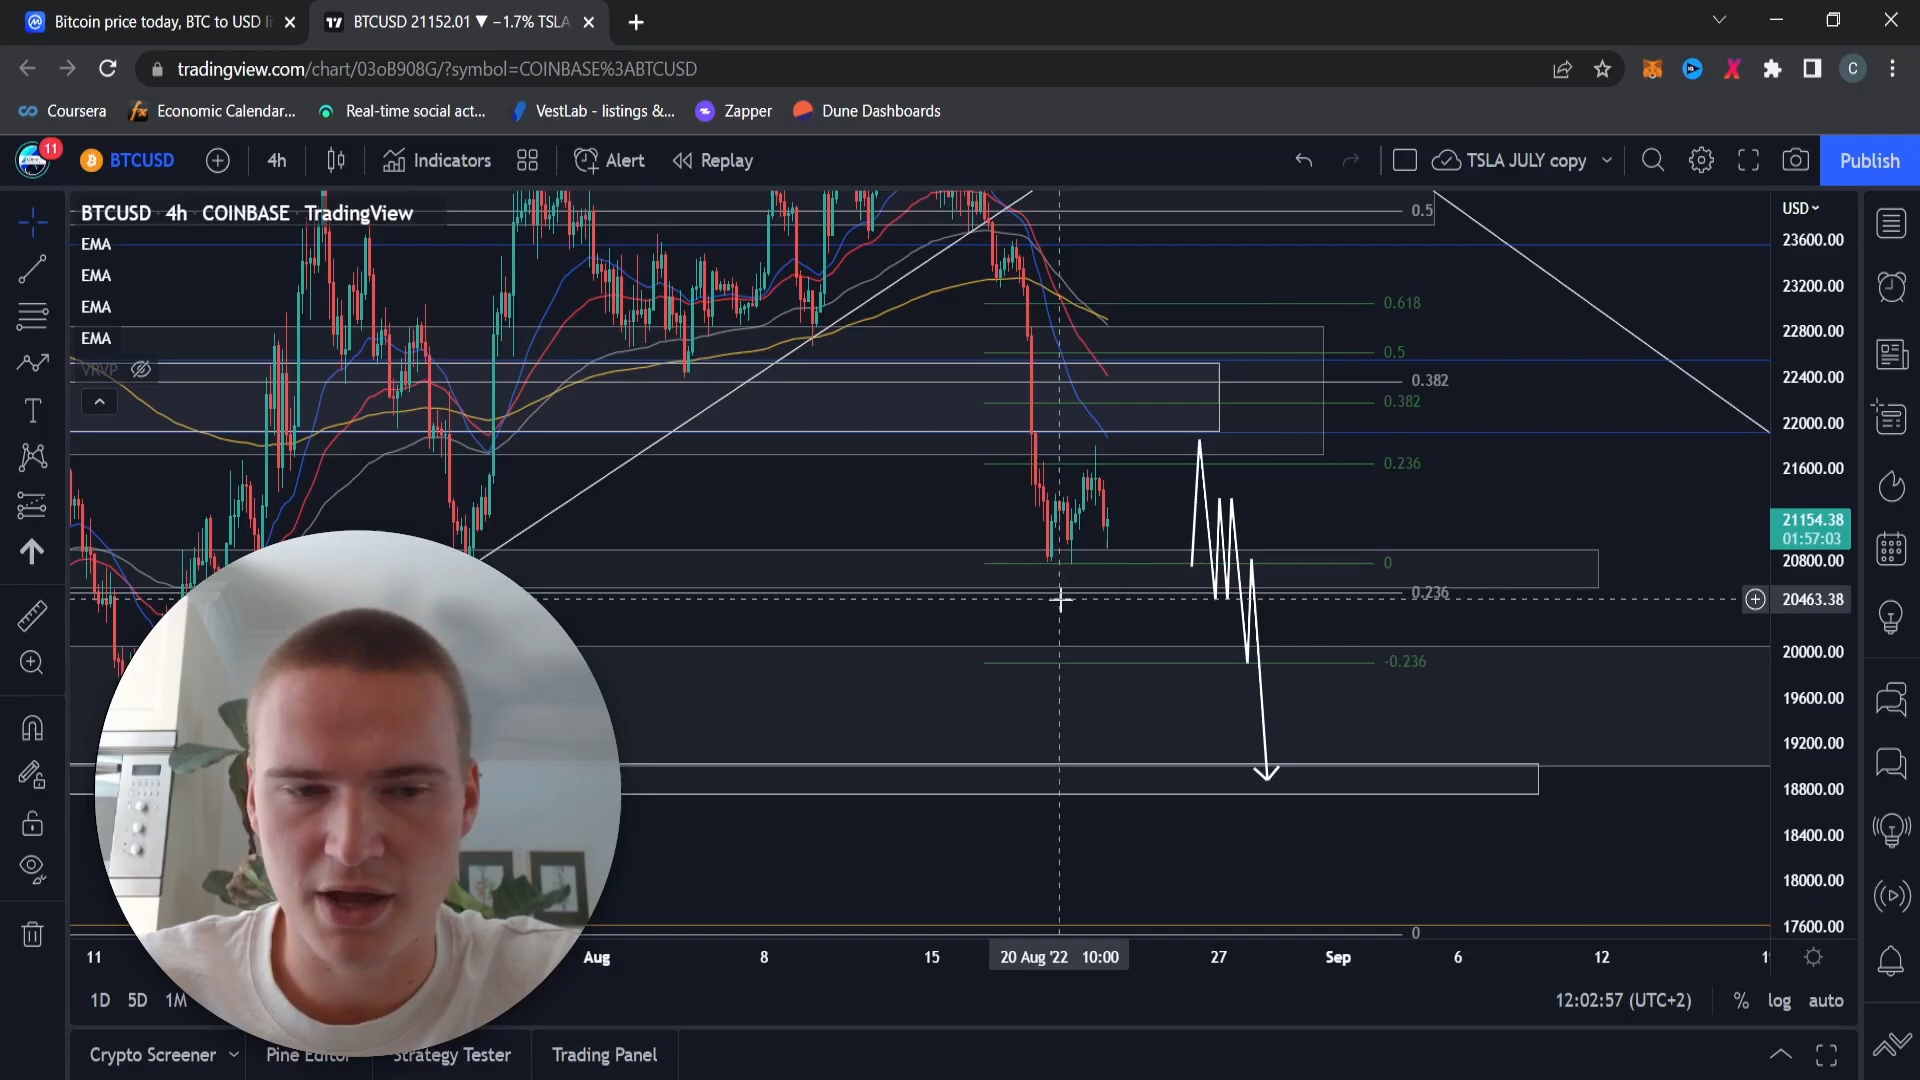 Bitcoin price today, BTC to USD li
BTCUSD 21152.01 ▼ −1.7% TSLA
tradingview.com/chart/03oB908G/?symbol=COINBASE%3ABTCUSD
C
Coursera
Economic Calendar...
Real-time social act...
VestLab - listings &...
Zapper
Dune Dashboards
11
BTCUSD
4h
Indicators
Alert
Replay
TSLA JULY copy
Publish
BTCUSD 4h COINBASE TradingView
EMA
EMA
EMA
EMA
VRVP
0.5
0.618
0.5
0.382
0.382
0.236
0
0.236
-0.236
0
USD
23600.00
23200.00
22800.00
22400.00
22000.00
21600.00
21154.38
01:57:03
20800.00
20463.38
20000.00
19600.00
19200.00
18800.00
18400.00
18000.00
17600.00
11
Aug
8
15
20 Aug '22 10:00
27
Sep
6
12
1D 5D 1M
12:02:57 (UTC+2)
% log auto
Crypto Screener
Pine Editor
Strategy Tester
Trading Panel